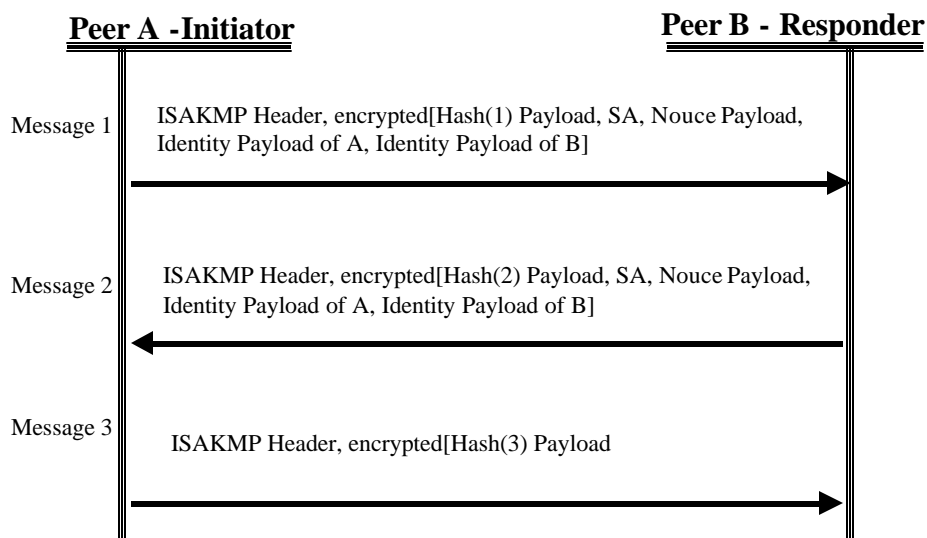 Peer A -Initiator
Peer B - Responder
Message 1
ISAKMP Header, encrypted[Hash(1) Payload, SA, Nouce Payload,
Identity Payload of A, Identity Payload of B]
Message 2
ISAKMP Header, encrypted[Hash(2) Payload, SA, Nouce Payload,
Identity Payload of A, Identity Payload of B]
Message 3
ISAKMP Header, encrypted[Hash(3) Payload